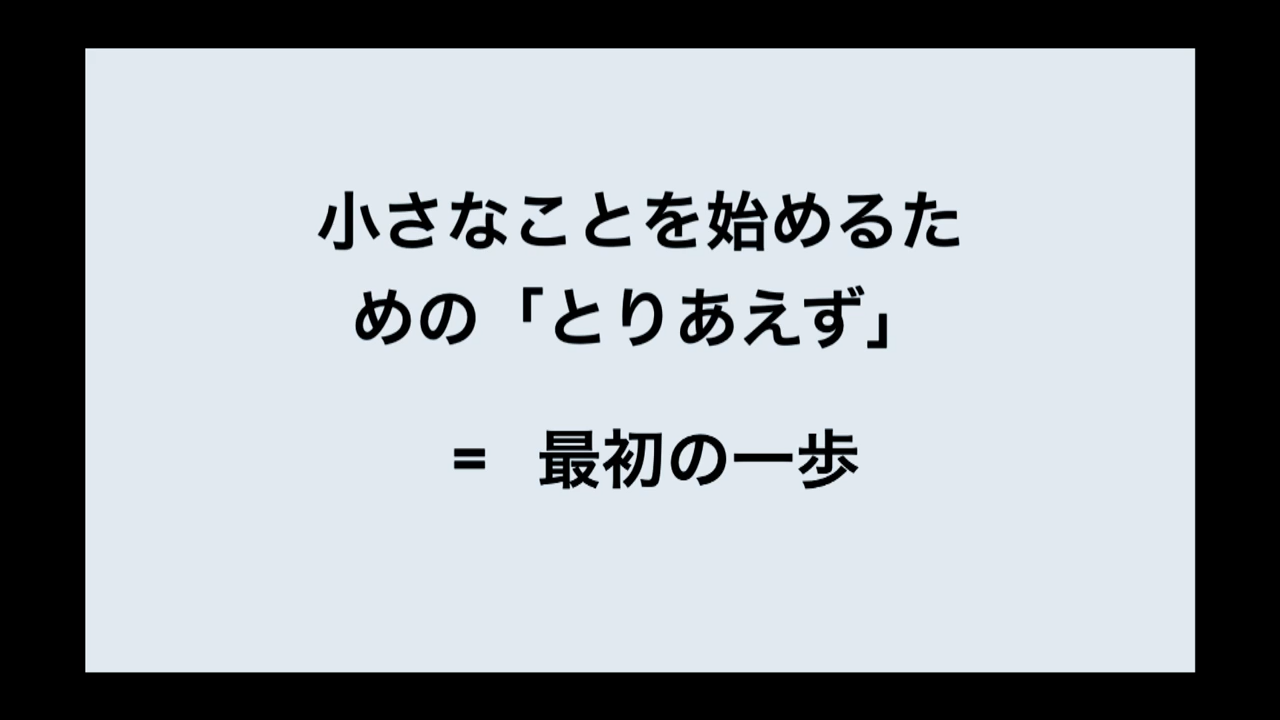 小さなことを始めるた
めの「とりあえず」
= 最初の一歩